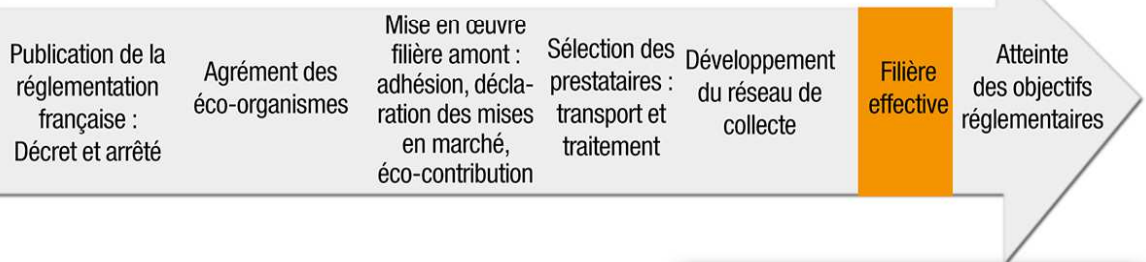 Publication de la
réglementation
française :
Décret et arrêté
Agrément des
éco-organismes
Mise en œuvre
filière amont :
adhésion, décla-
ration des mises
en marché,
éco-contribution
Sélection des
prestataires :
transport et
traitement
Développement
du réseau de
collecte
Filière
effective
Atteinte
des objectifs
réglementaires